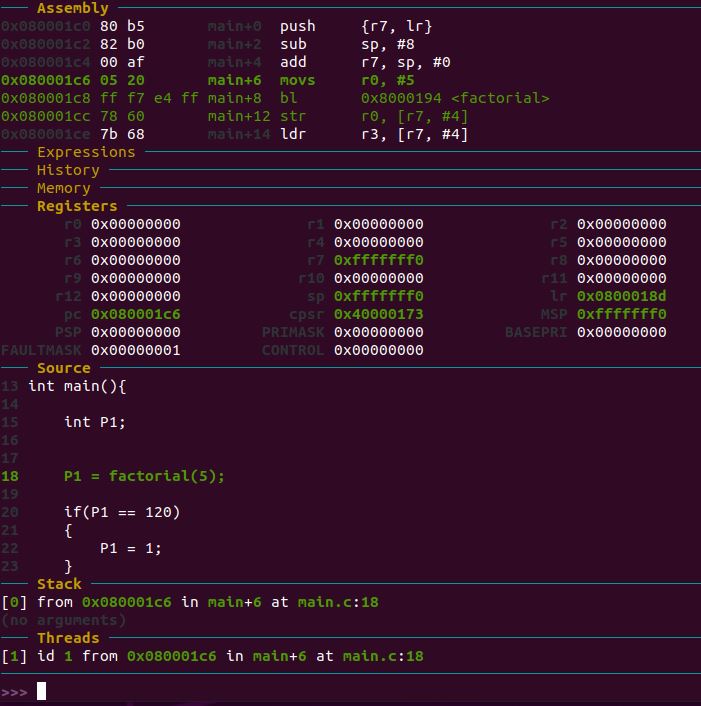 Assembly
0x080001c0 80 b5 main+0 push {r7, lr}
0x080001c2 82 b0 main+2 sub sp, #8
0x080001c4 00 af main+4 add r7, sp, #0
0x080001c6 05 20 main+6 movs r0, #5
0x080001c8 ff f7 e4 ff main+8 bl 0x8000194 <factorial>
0x080001cc 78 60 main+12 str r0, [r7, #4]
0x080001ce 7b 68 main+14 ldr r3, [r7, #4]
Expressions
History
Memory
Registers
r0 0x00000000 r1 0x00000000 r2 0x00000000
r3 0x00000000 r4 0x00000000 r5 0x00000000
r6 0x00000000 r7 0xfffffff0 r8 0x00000000
r9 0x00000000 r10 0x00000000 r11 0x00000000
r12 0x00000000 sp 0xfffffff0 lr 0x0800018d
pc 0x080001c6 cpsr 0x40000173 MSP 0xfffffff0
PSP 0x00000000 PRIMASK 0x00000000 BASEPRI 0x00000000
FAULTMASK 0x00000001 CONTROL 0x00000000
Source
13 int main(){
14
15 int P1;
16
17
18 P1 = factorial(5);
19
20 if(P1 == 120)
21 {
22 P1 = 1;
23 }
Stack
[0] from 0x080001c6 in main+6 at main.c:18
(no arguments)
Threads
[1] id 1 from 0x080001c6 in main+6 at main.c:18
>>>